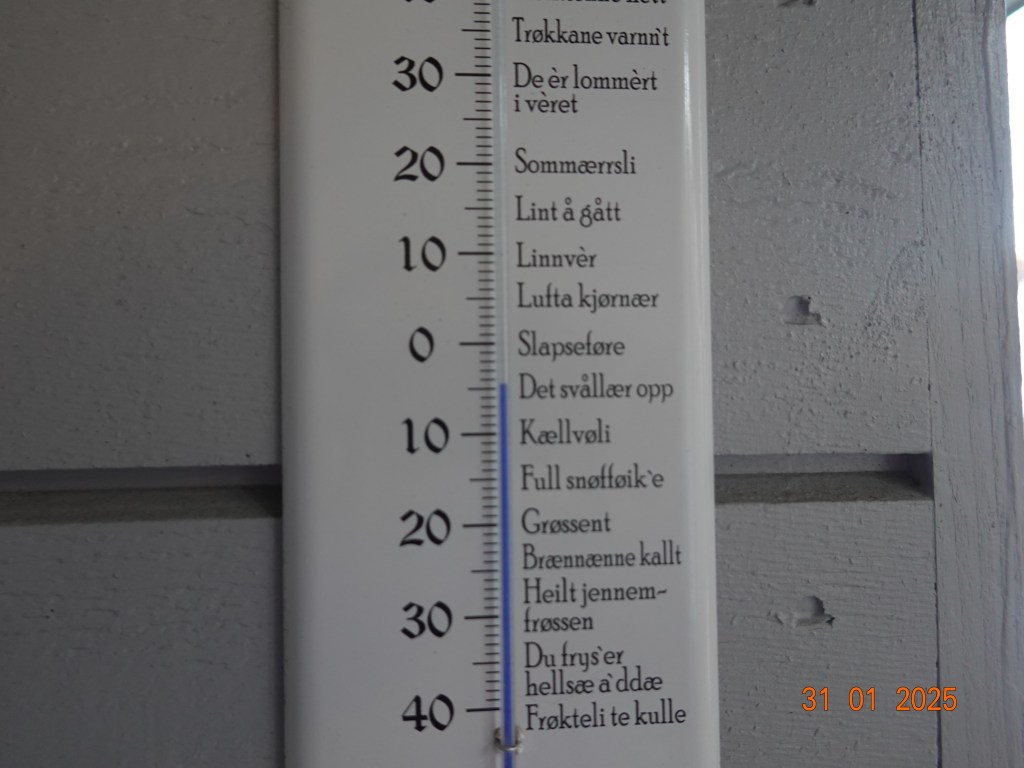 Trøkkane varmt
30 De èr lommèrt
i vèret
20 Sommærrsli
Lint å gått
10 Linnvèr
Lufta kjørnær
0 Slapseføre
Det svållær opp
10 Kællvøli
Full snøfføik`e
20 Grøssent
Brænnænne kallt
Heilt jennem-
30 frøssen
Du frys`er
hellsæ a`ddæ
40 Frøkteli te kulle
31 01 2025